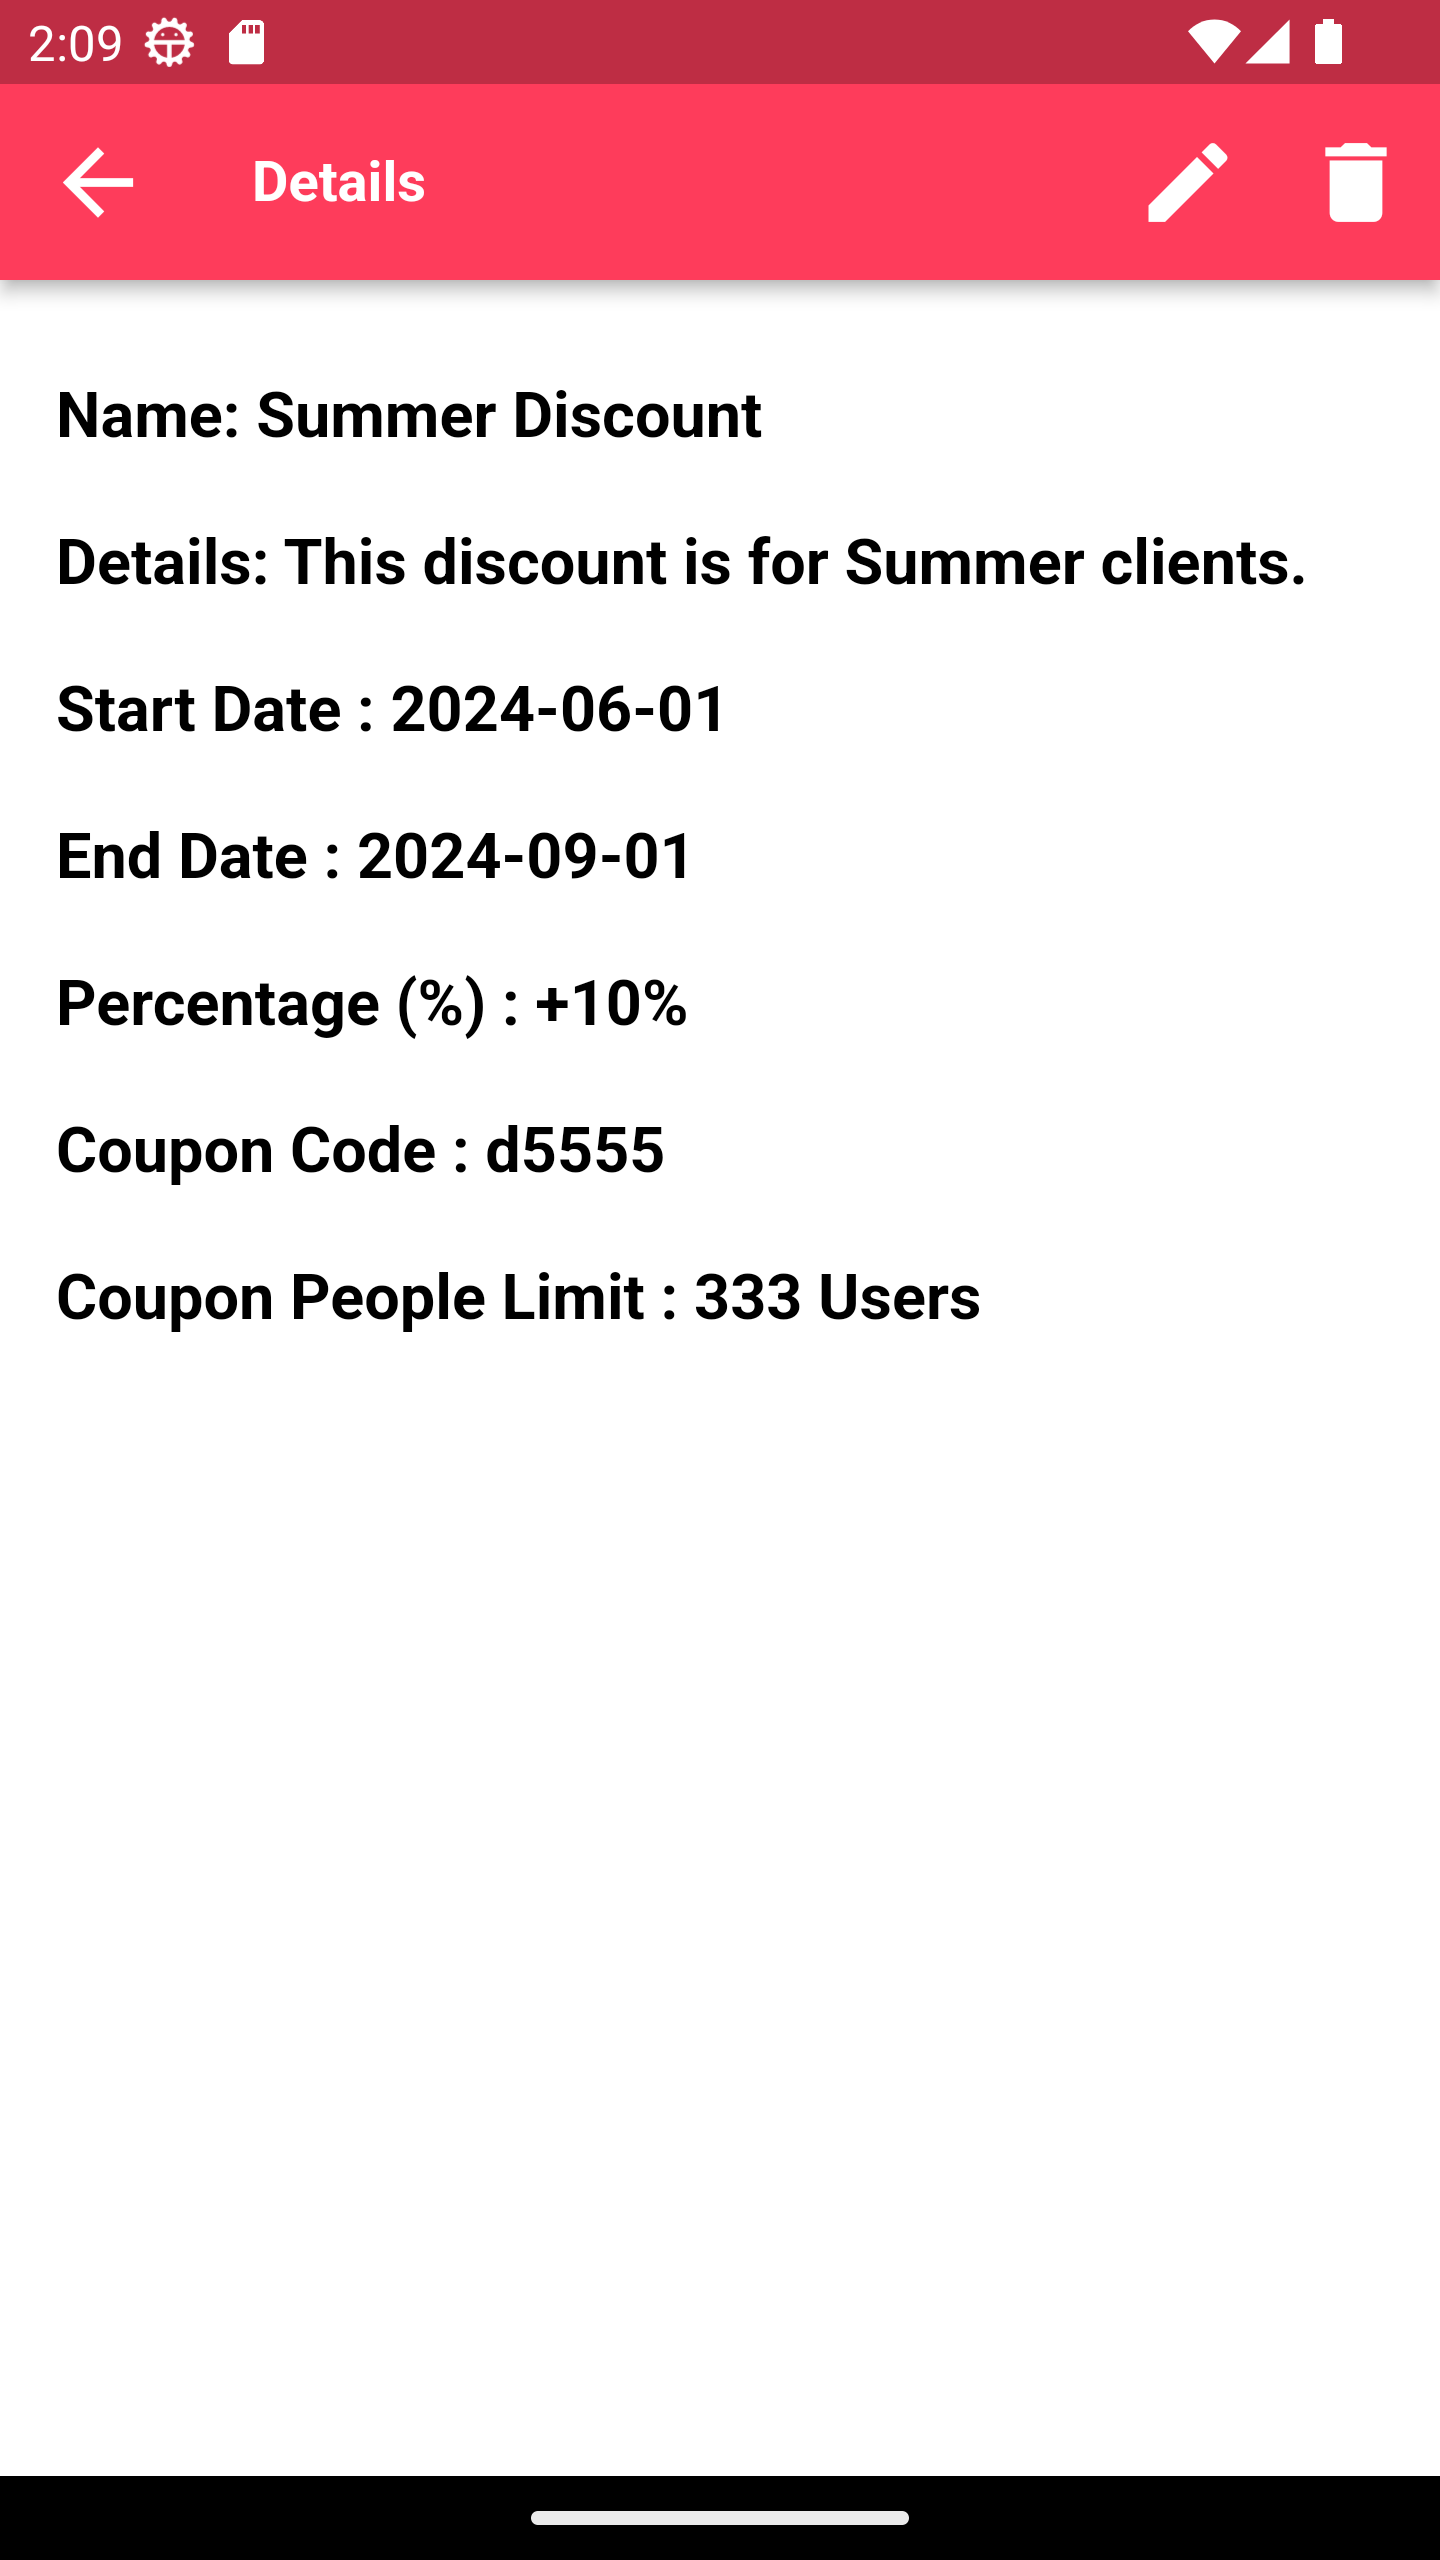 2:09
Details
Name: Summer Discount
Details: This discount is for Summer clients.
Start Date : 2024-06-01
End Date : 2024-09-01
Percentage (%) : +10%
Coupon Code : d5555
Coupon People Limit : 333 Users